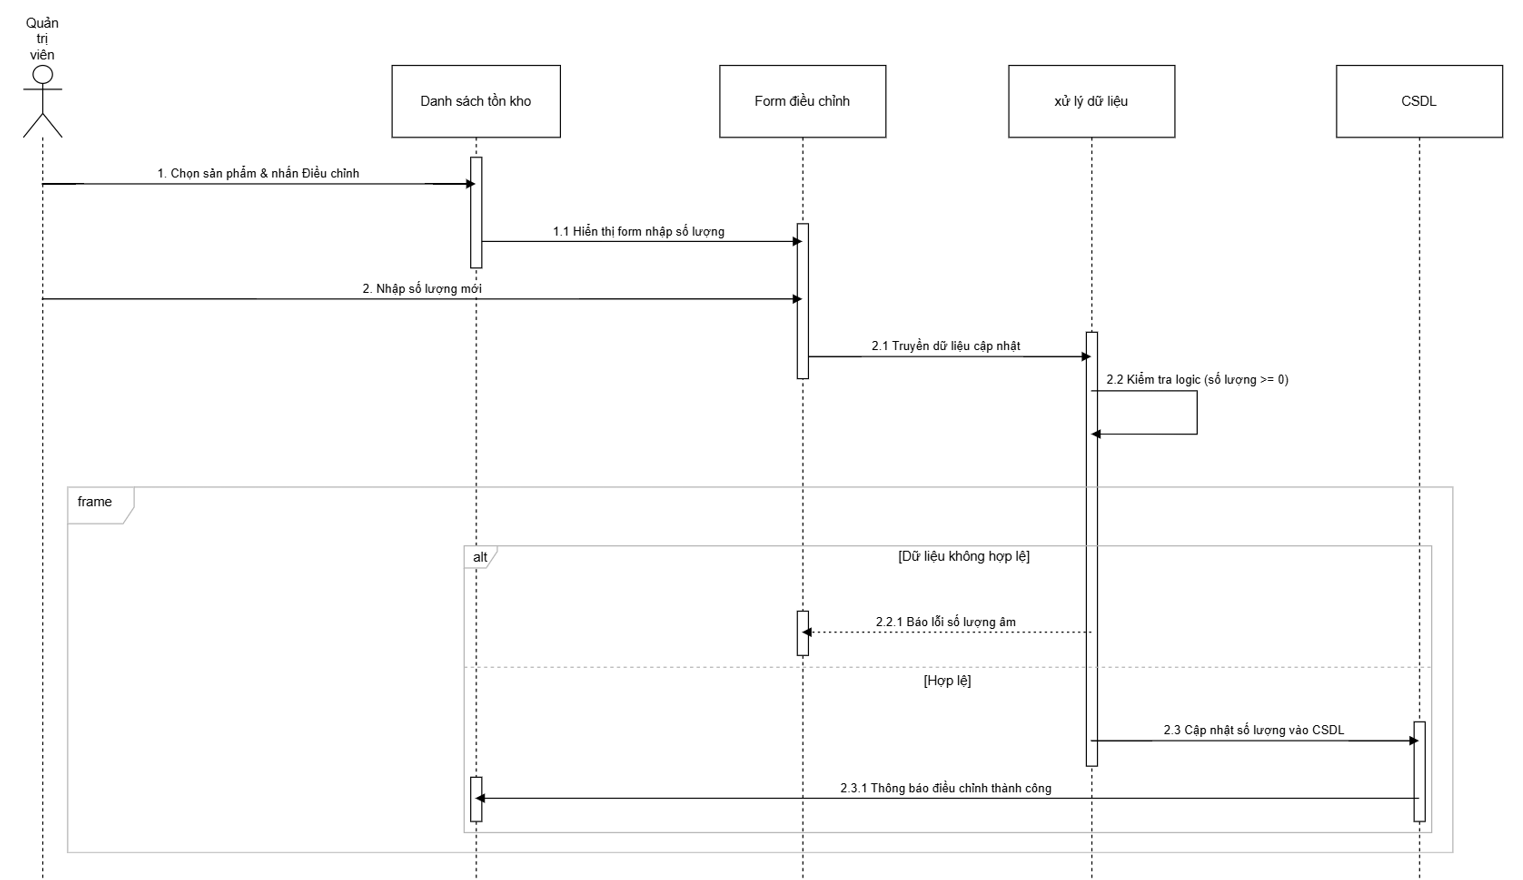 Quản
trị
viên
Danh sách tồn kho
Form điều chỉnh
xử lý dữ liệu
CSDL
1. Chọn sản phẩm & nhấn Điều chỉnh
1.1 Hiển thị form nhập số lượng
2. Nhập số lượng mới
2.1 Truyền dữ liệu cập nhật
2.2 Kiểm tra logic (số lượng >= 0)
frame
alt
[Dữ liệu không hợp lệ]
2.2.1 Báo lỗi số lượng âm
[Hợp lệ]
2.3 Cập nhật số lượng vào CSDL
2.3.1 Thông báo điều chỉnh thành công